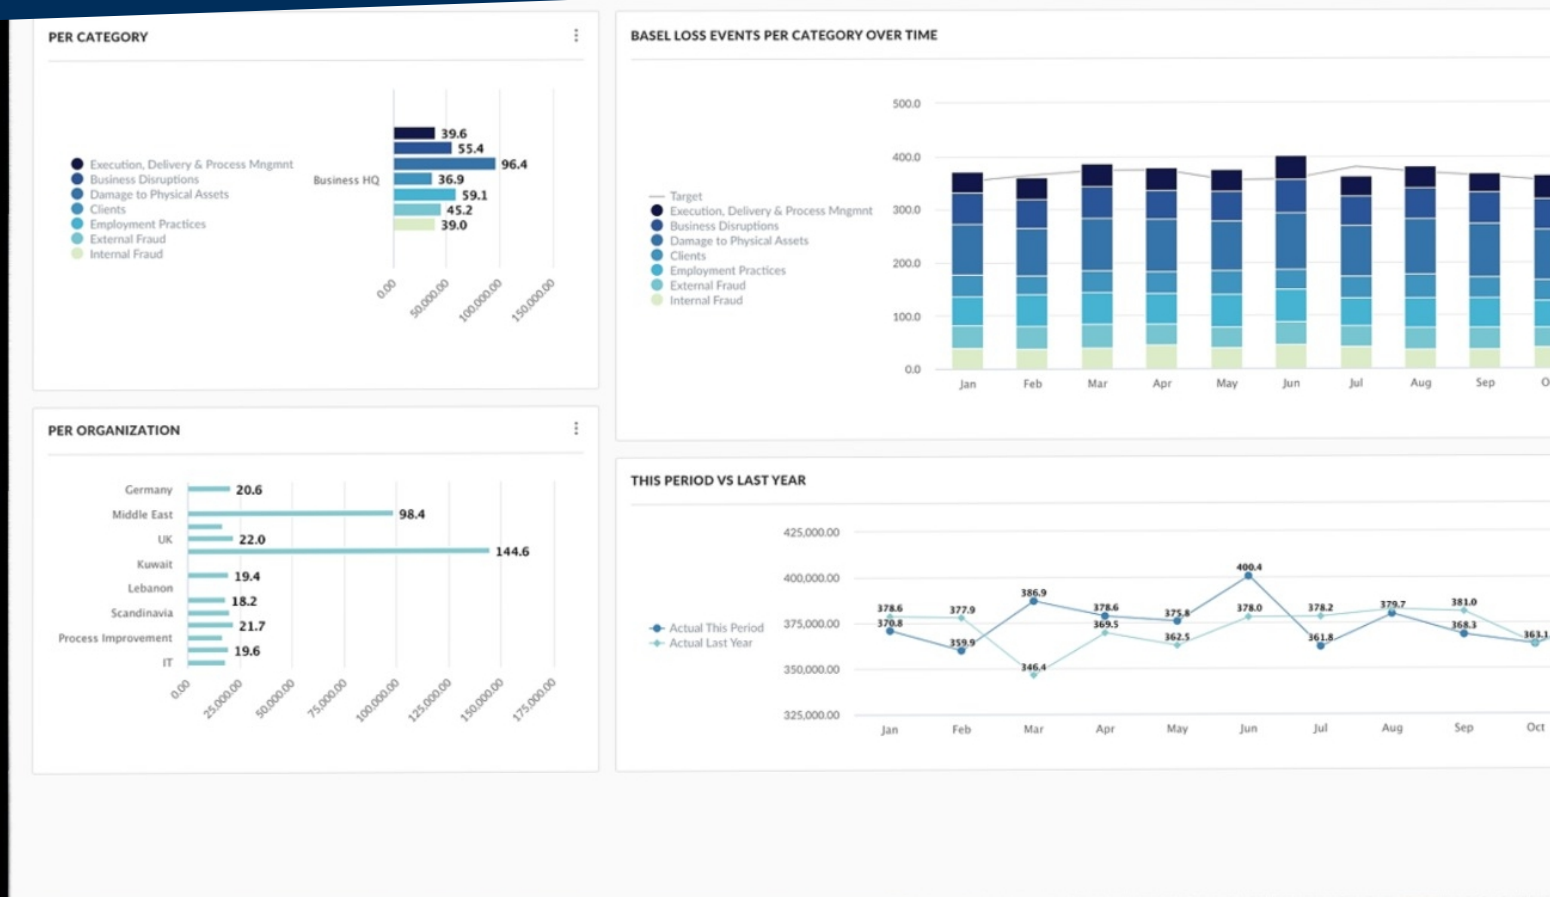 PER CATEGORY
Execution, Delivery & Process Mngmnt
Business Disruptions
Damage to Physical Assets
Clients
Employment Practices
External Fraud
Internal Fraud
Business HQ
39.6
55.4
96.4
36.9
59.1
45.2
39.0
0.00
50,000.00
100,000.00
150,000.00
BASEL LOSS EVENTS PER CATEGORY OVER TIME
Target
Execution, Delivery & Process Mngmnt
Business Disruptions
Damage to Physical Assets
Clients
Employment Practices
External Fraud
Internal Fraud
500.0
400.0
300.0
200.0
100.0
0.0
Jan Feb Mar Apr May Jun Jul Aug Sep O
PER ORGANIZATION
Germany 20.6
Middle East 98.4
UK 22.0
144.6
Kuwait
19.4
Lebanon
18.2
Scandinavia
21.7
Process Improvement
19.6
IT
0.00
25,000.00
50,000.00
75,000.00
100,000.00
125,000.00
150,000.00
175,000.00
THIS PERIOD VS LAST YEAR
Actual This Period
Actual Last Year
425,000.00
400,000.00
375,000.00
350,000.00
325,000.00
378.6 377.9 346.4 369.5 362.5 378.0 378.2 381.0
370.8 359.9 386.9 378.6 375.8 400.4 361.8 379.7 368.3 363.1
Jan Feb Mar Apr May Jun Jul Aug Sep Oct